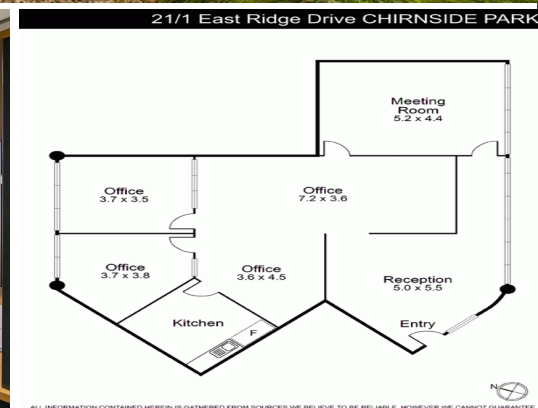 21/1 East Ridge Drive CHIRNSIDE PARK
Meeting
Room
5.2 x 4.4
Office
3.7 x 3.5
Office
7.2 x 3.6
Office
3.7 x 3.8
Office
3.6 x 4.5
Reception
5.0 x 5.5
Kitchen
F
Entry
N
ALL INFORMATION CONTAINED HEREIN IS GATHERED FROM SOURCES WE BELIEVE TO BE RELIABLE. HOWEVER WE CANNOT GUARANTEE